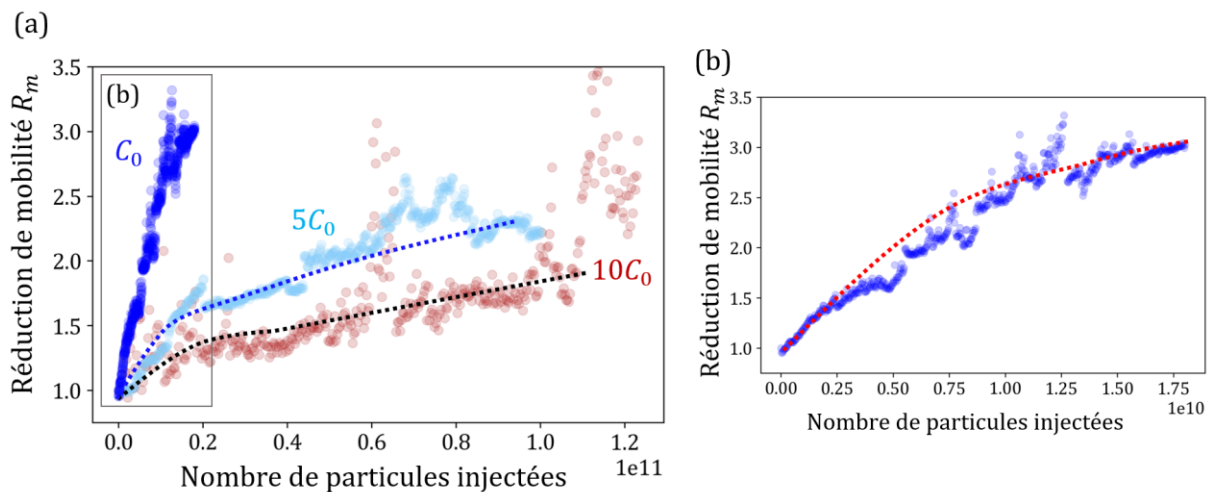 (a)
Réduction de mobilité R_m
3.5
3.0
2.5
2.0
1.5
1.0
(b)
C_0
5C_0
10C_0
0.0 0.2 0.4 0.6 0.8 1.0 1.2
1e11
Nombre de particules injectées
(b)
Réduction de mobilité R_m
3.5
3.0
2.5
2.0
1.5
1.0
0.00 0.25 0.50 0.75 1.00 1.25 1.50 1.75
1e10
Nombre de particules injectées